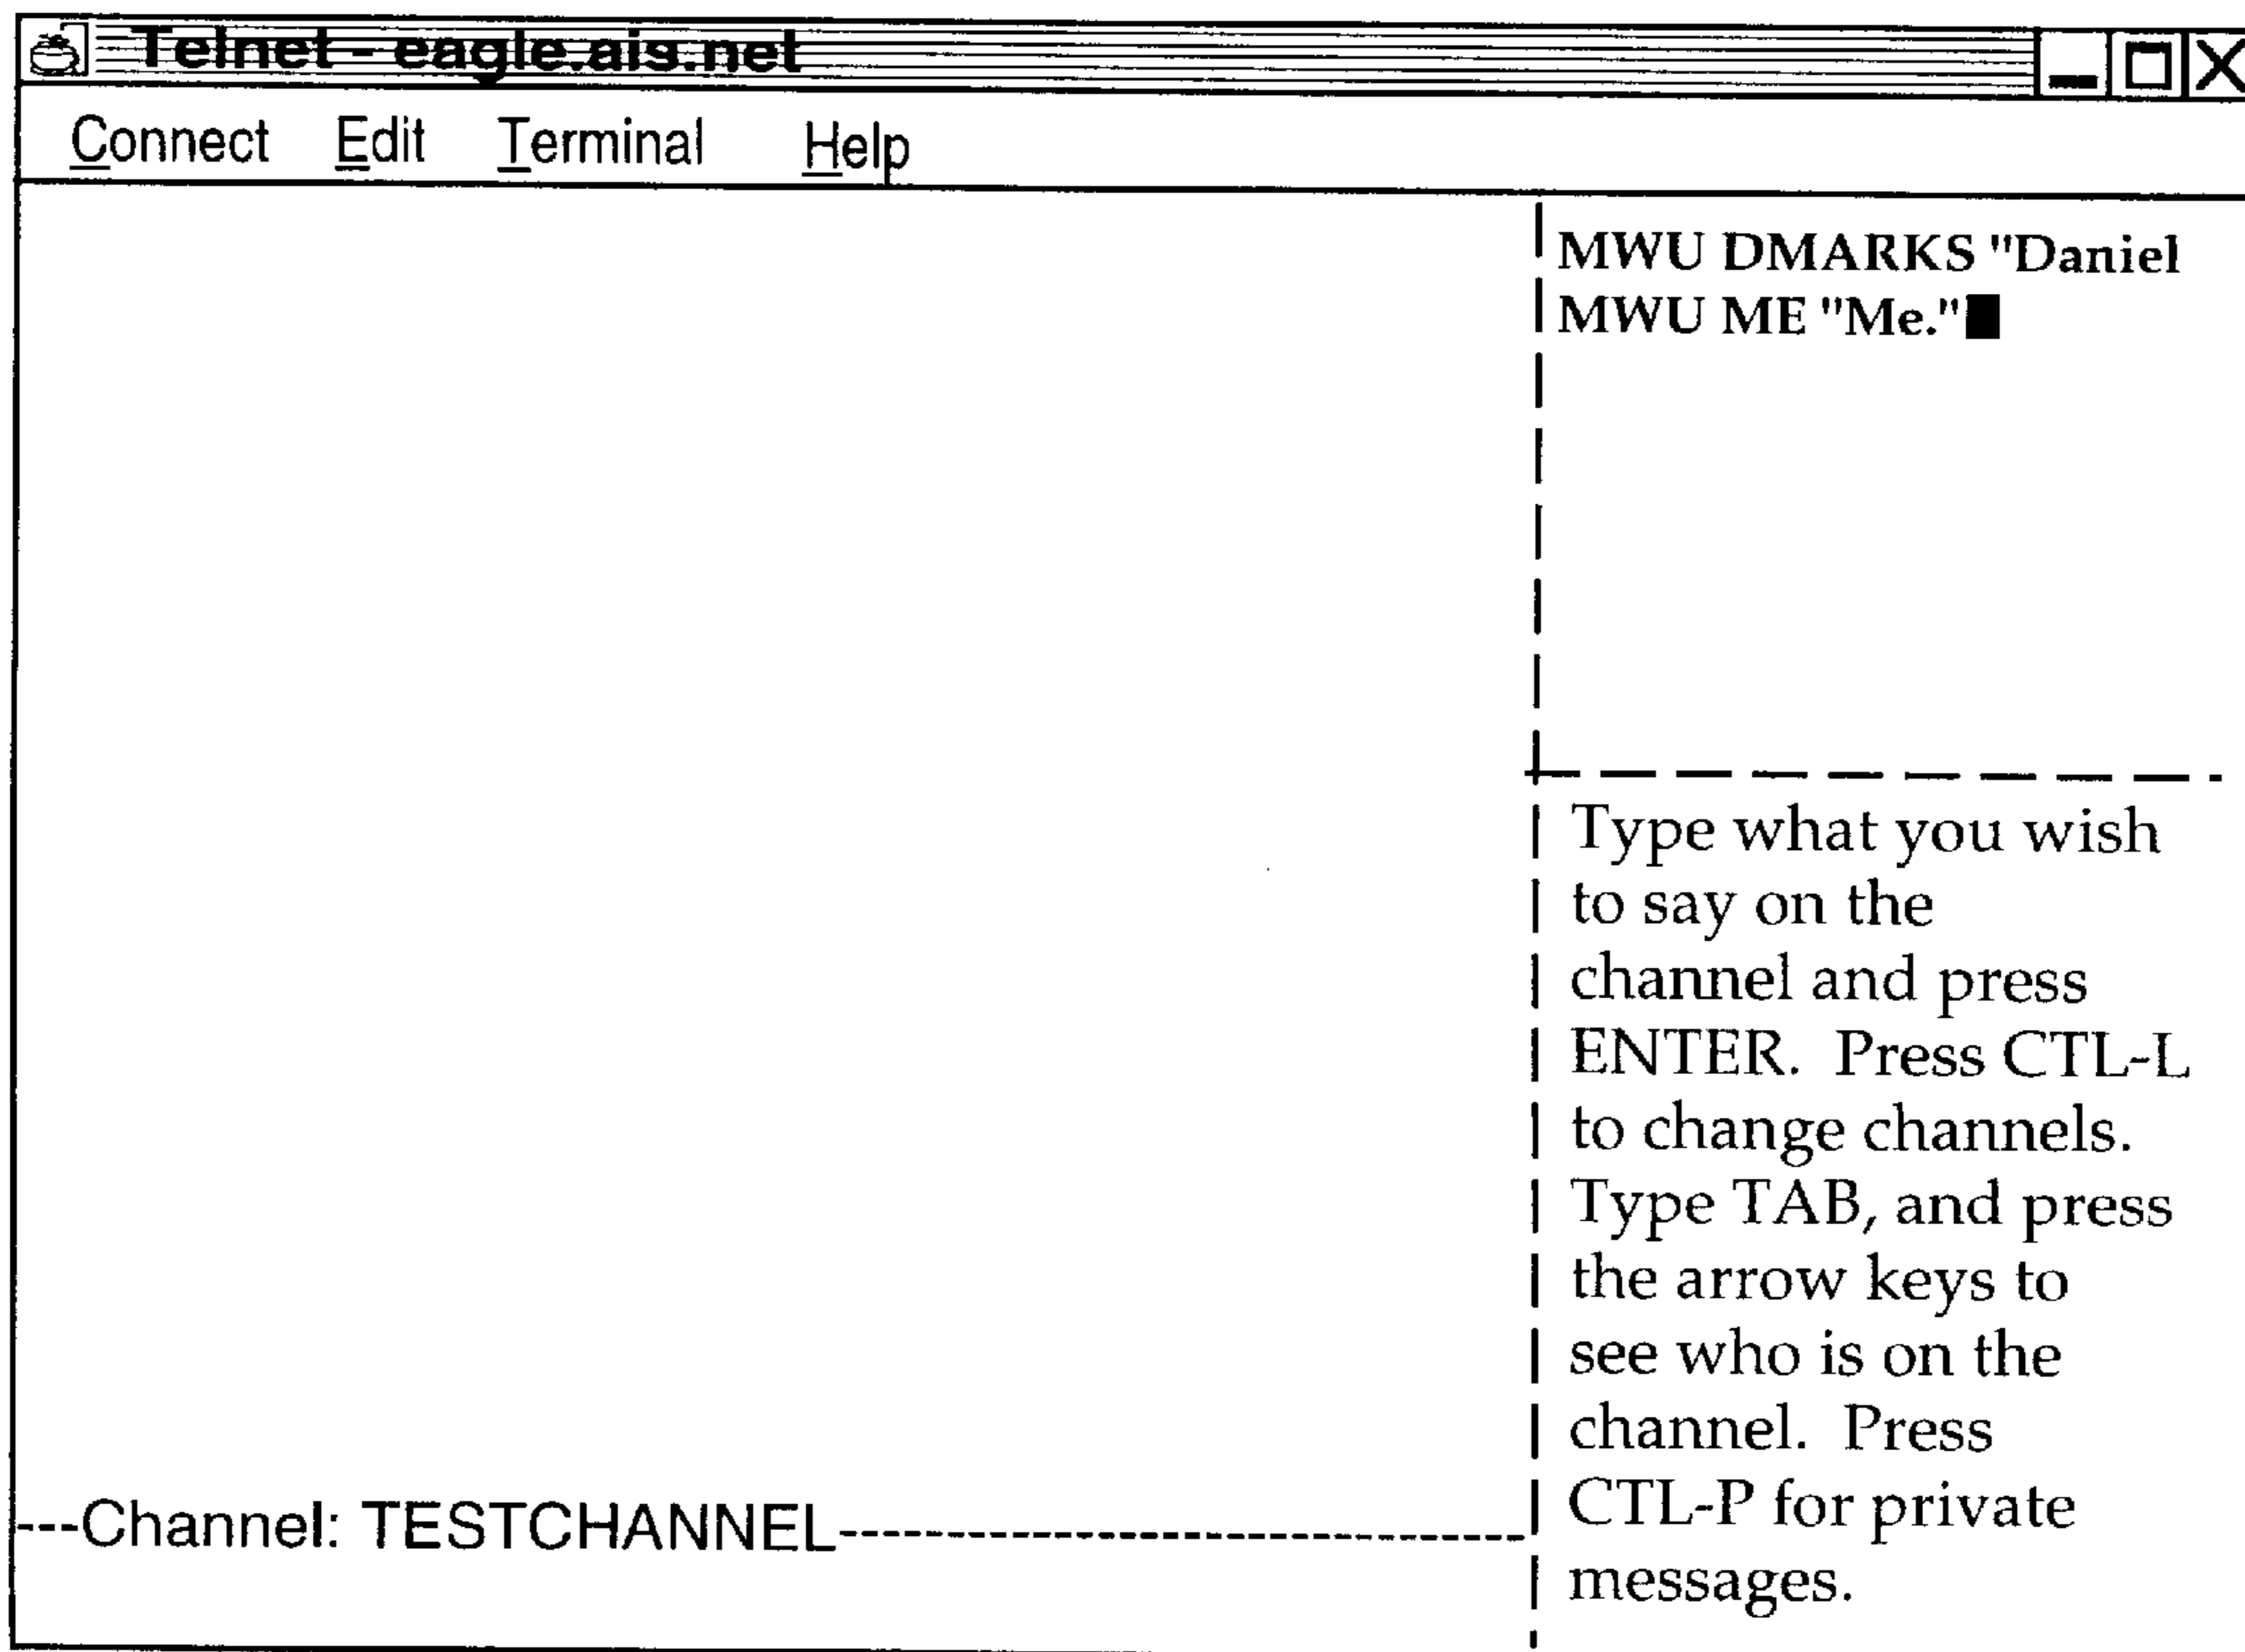 Telnet - eagle.ais.net
Connect Edit Terminal Help
MWU DMARKS "Daniel
MWU ME "Me."
Type what you wish
to say on the
channel and press
ENTER. Press CTL-L
to change channels.
Type TAB, and press
the arrow keys to
see who is on the
channel. Press
CTL-P for private
messages.
---Channel: TESTCHANNEL------------------------------